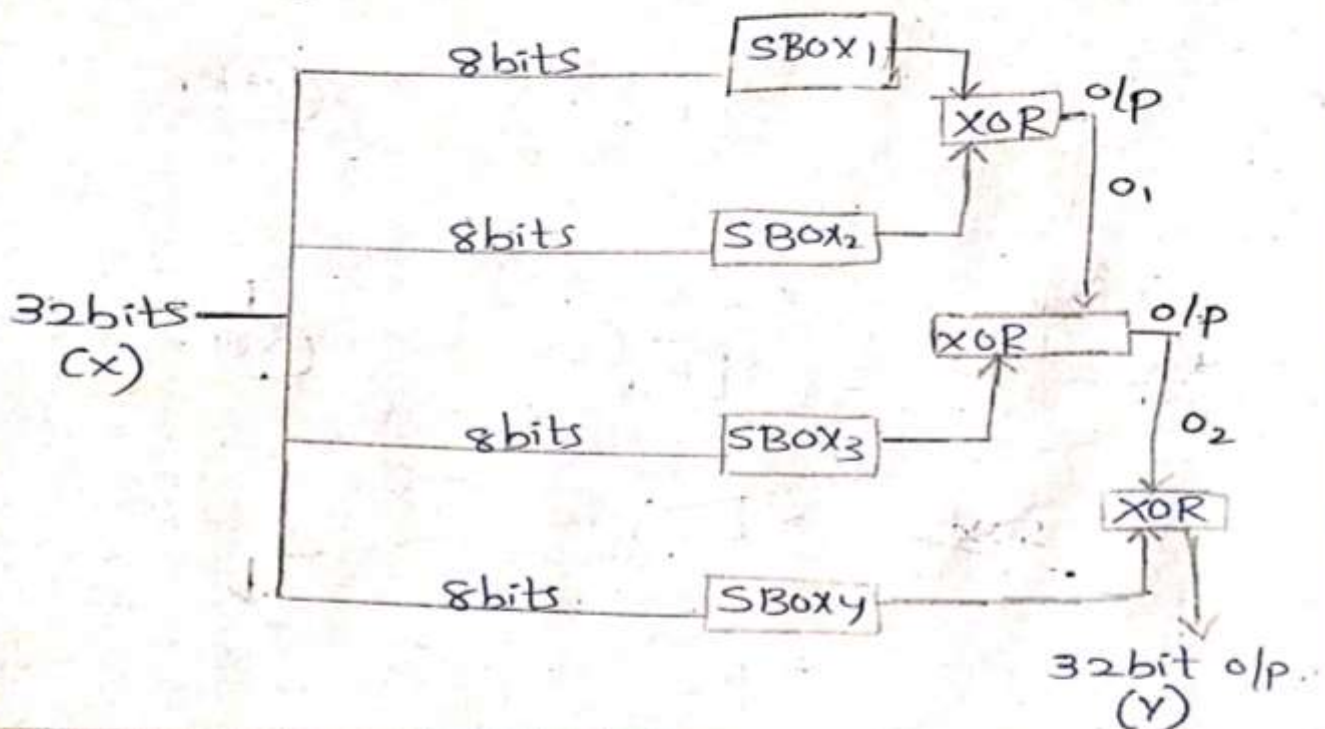 8bits
SBOX1
XOR
o/p
O1
8bits
SBOX2
32bits
(X)
XOR
o/p
8bits
SBOX3
O2
XOR
8bits
SBOXY
32bit o/p.
(Y)